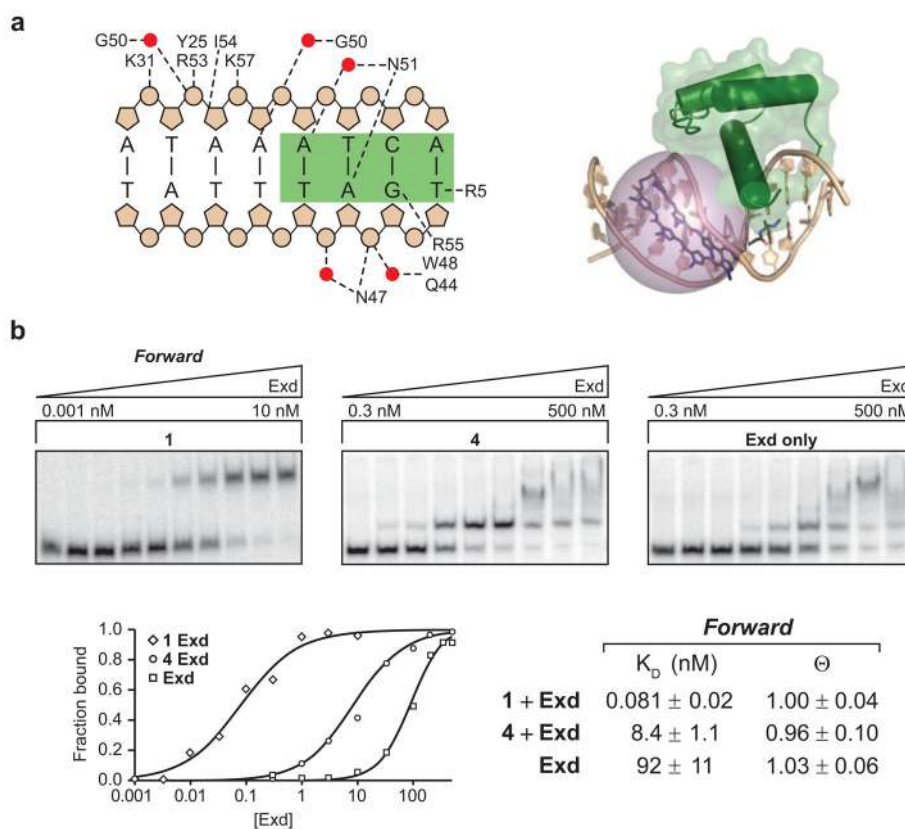 a
G50
Y25 I54
G50
K31 R53 K57
N51
A T A A A T C A
T A T T T A G T
R5
R55
W48
N47
Q44
b
Forward
Exd
Exd
Exd
0.001 nM 10 nM
0.3 nM 500 nM
0.3 nM 500 nM
1
4
Exd only
Fraction bound
1.0
0.8
0.6
0.4
0.2
0.0
1 Exd
4 Exd
Exd
0.001 0.01 0.1 1 10 100
[Exd]
Forward
K_D (nM) Θ
1 + Exd 0.081 ± 0.02 1.00 ± 0.04
4 + Exd 8.4 ± 1.1 0.96 ± 0.10
Exd 92 ± 11 1.03 ± 0.06